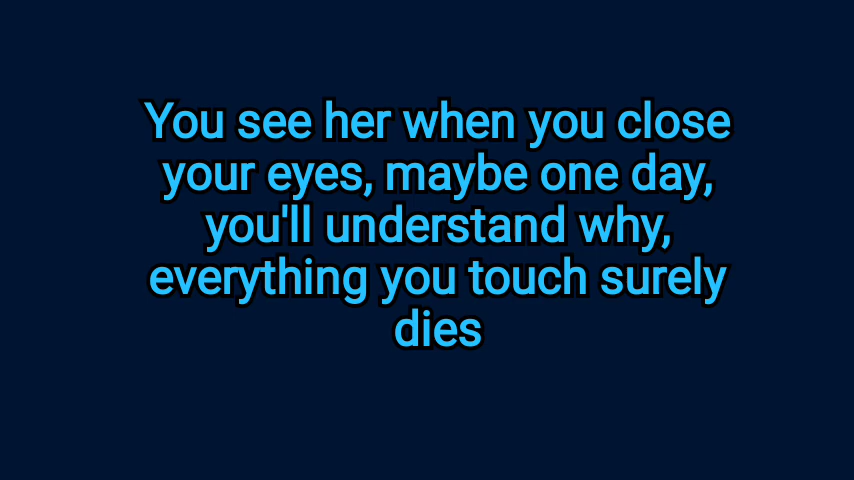 You see her when you close
your eyes, maybe one day,
you'll understand why,
everything you touch surely
dies